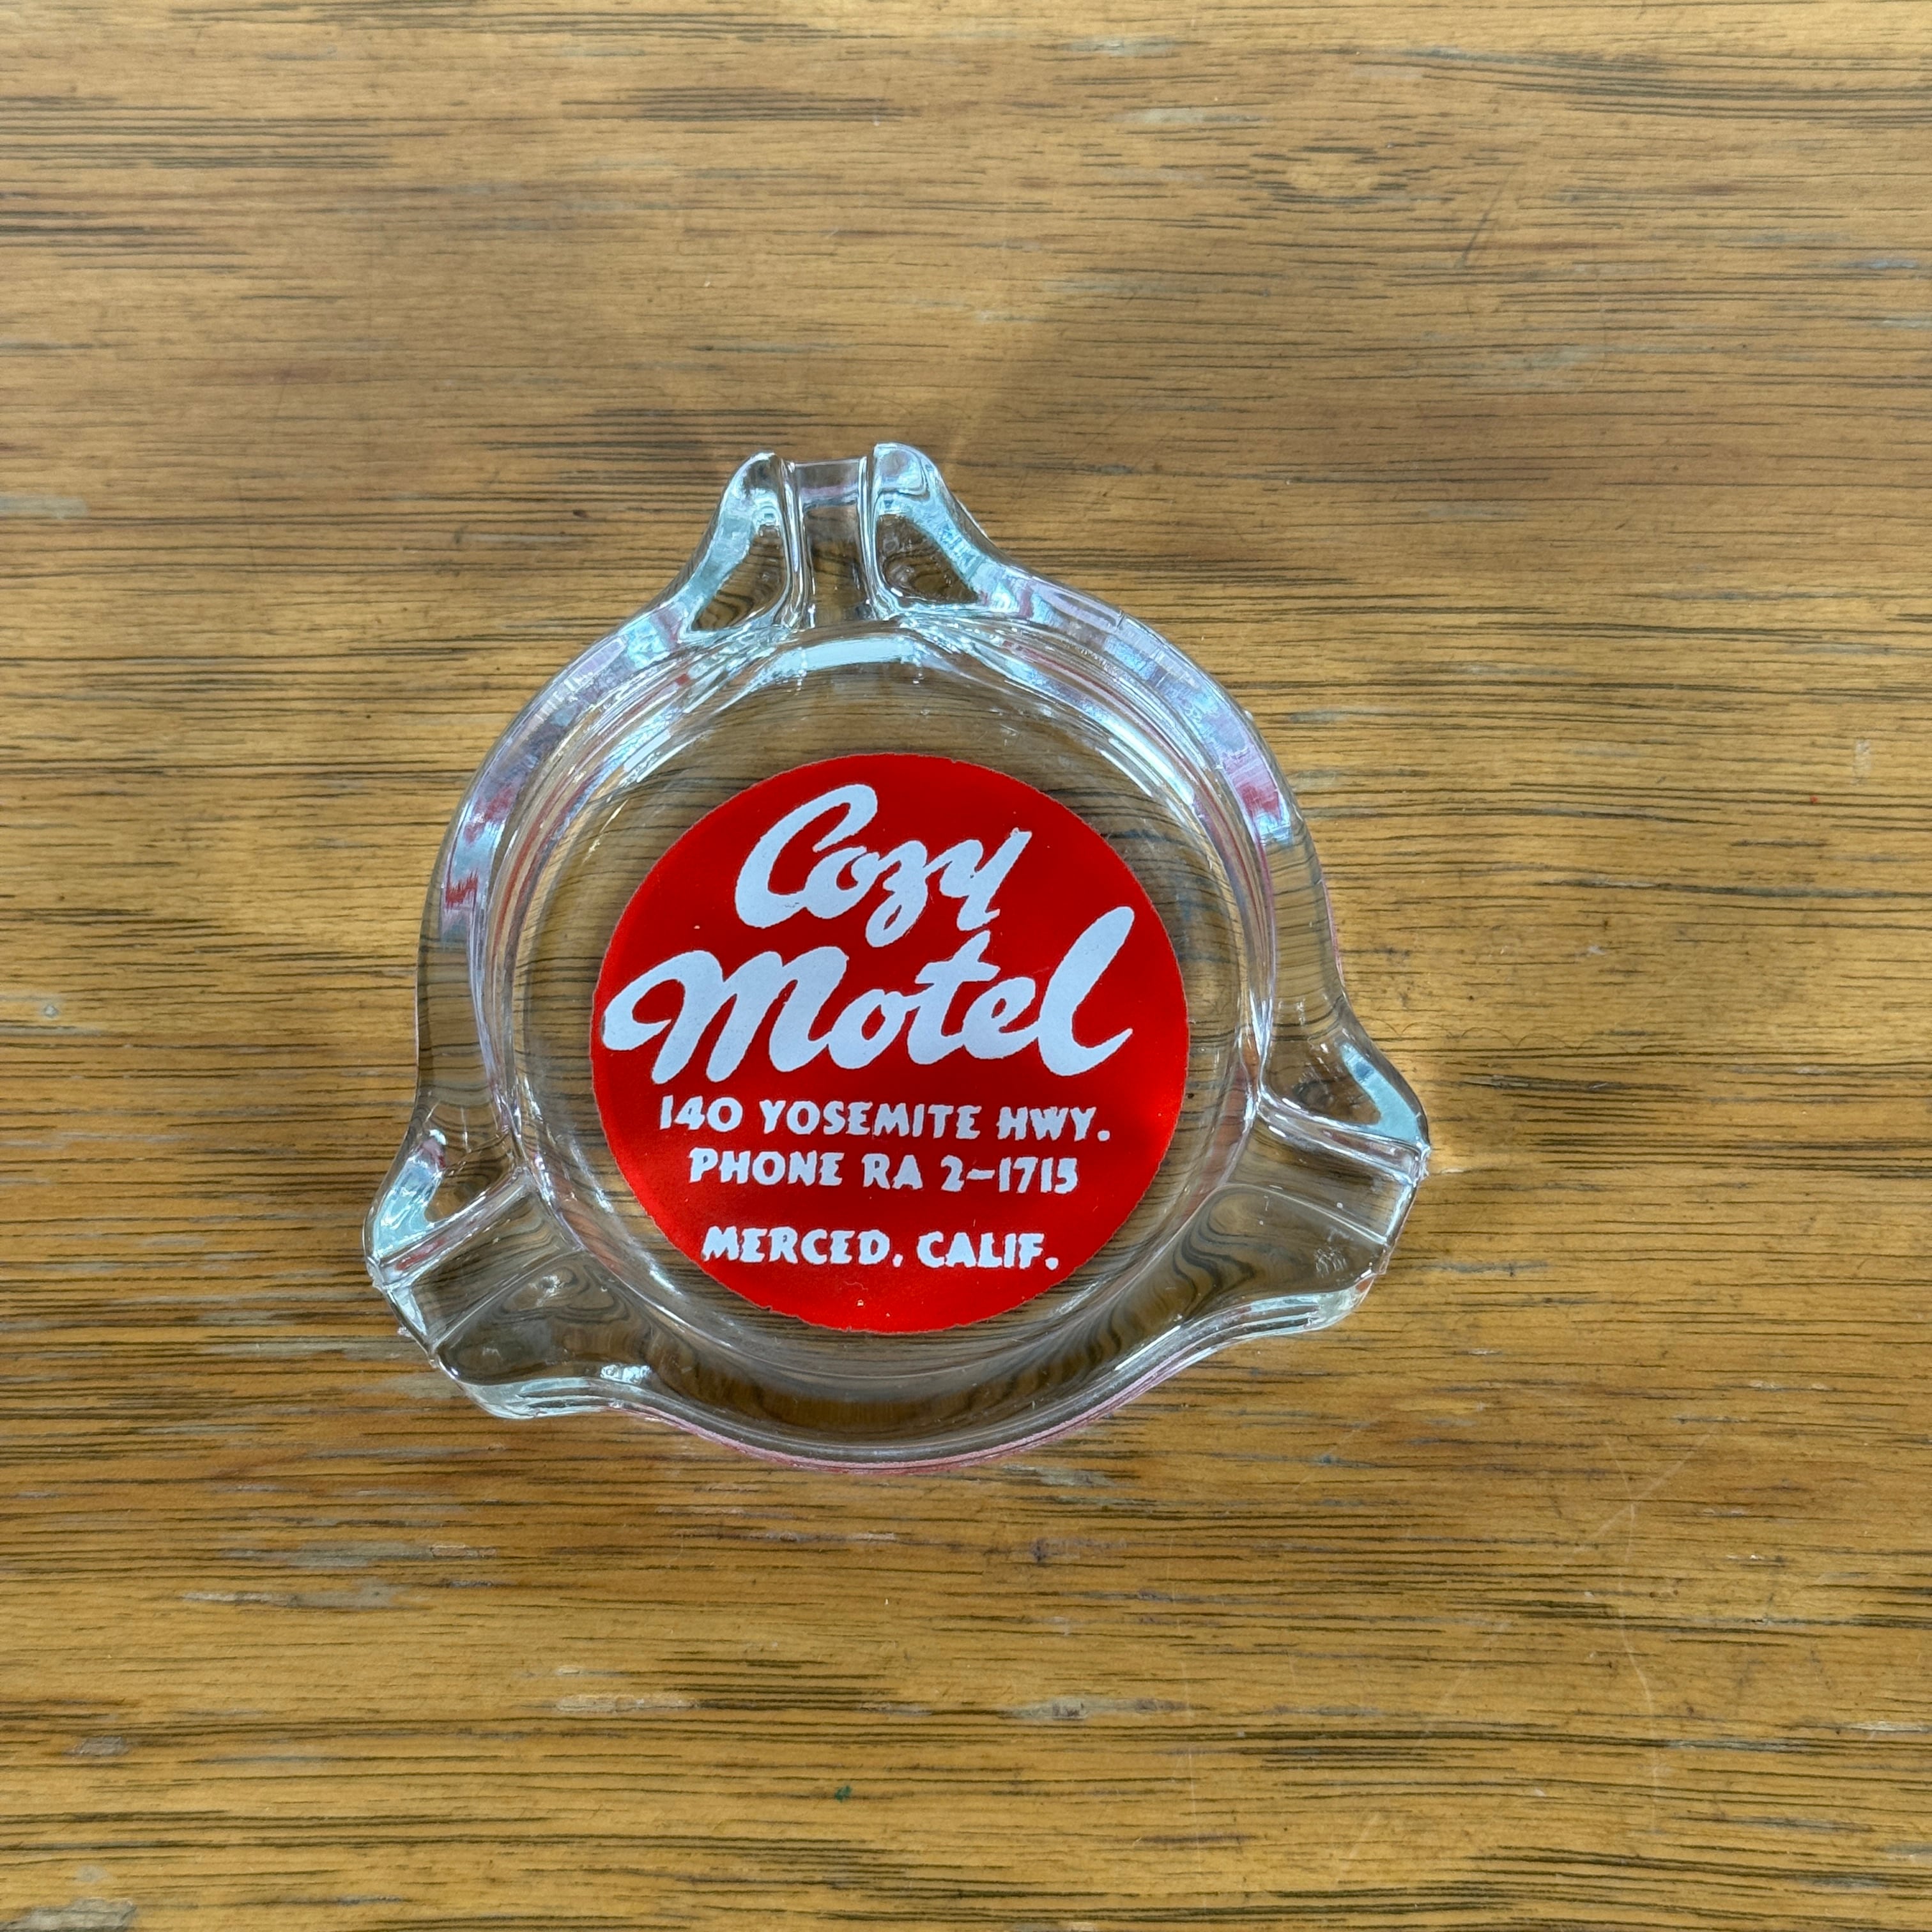 Cozy
Motel
140 YOSEMITE HWY.
PHONE RA 2-1715
MERCED, CALIF.